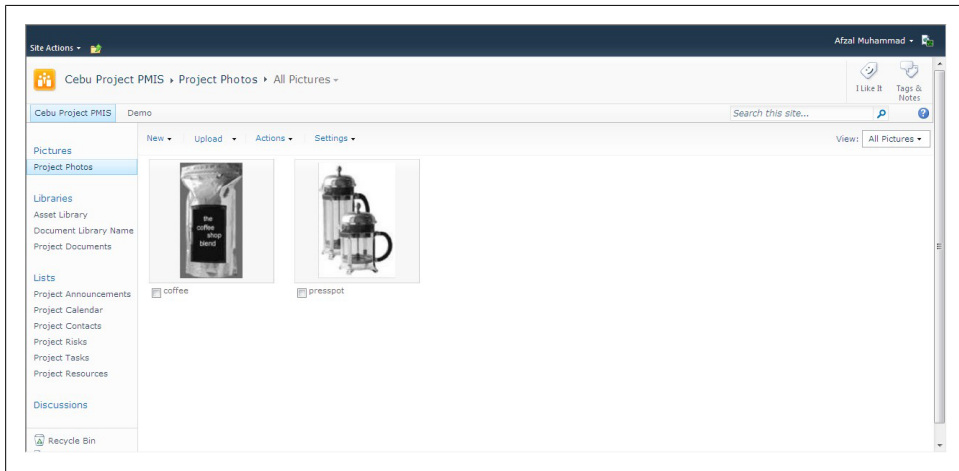 Site Actions
Afzal Muhammad
Cebu Project PMIS Project Photos All Pictures
I Like It
Tags & Notes
Cebu Project PMIS Demo
Search this site...
New Upload Actions Settings
View: All Pictures
Pictures
Project Photos
Libraries
Asset Library
Document Library Name
Project Documents
Lists
Project Announcements
Project Calendar
Project Contacts
Project Risks
Project Tasks
Project Resources
Discussions
Recycle Bin
the
coffee
shop
blend
coffee
presspot